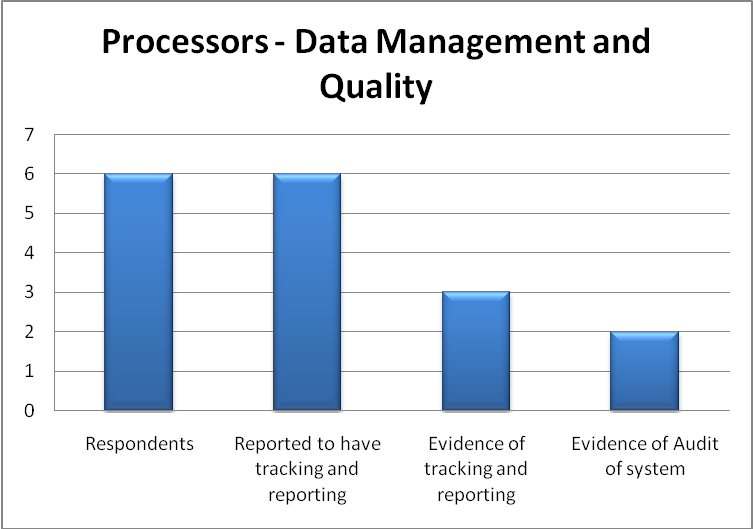 Processors - Data Management and
Quality
7
6
5
4
3
2
1
0
Respondents
Reported to have
tracking and
reporting
Evidence of
tracking and
reporting
Evidence of Audit
of system